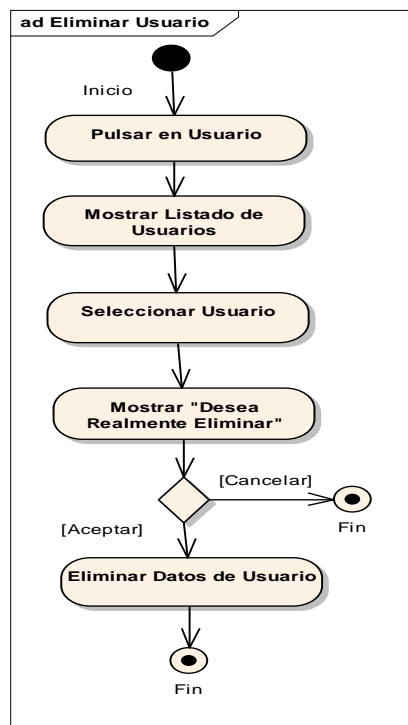 ad Eliminar Usuario
Inicio
Pulsar en Usuario
Mostrar Listado de
Usuarios
Seleccionar Usuario
Mostrar "Desea
Realmente Eliminar"
[Cancelar]
Fin
[Aceptar]
Eliminar Datos de Usuario
Fin